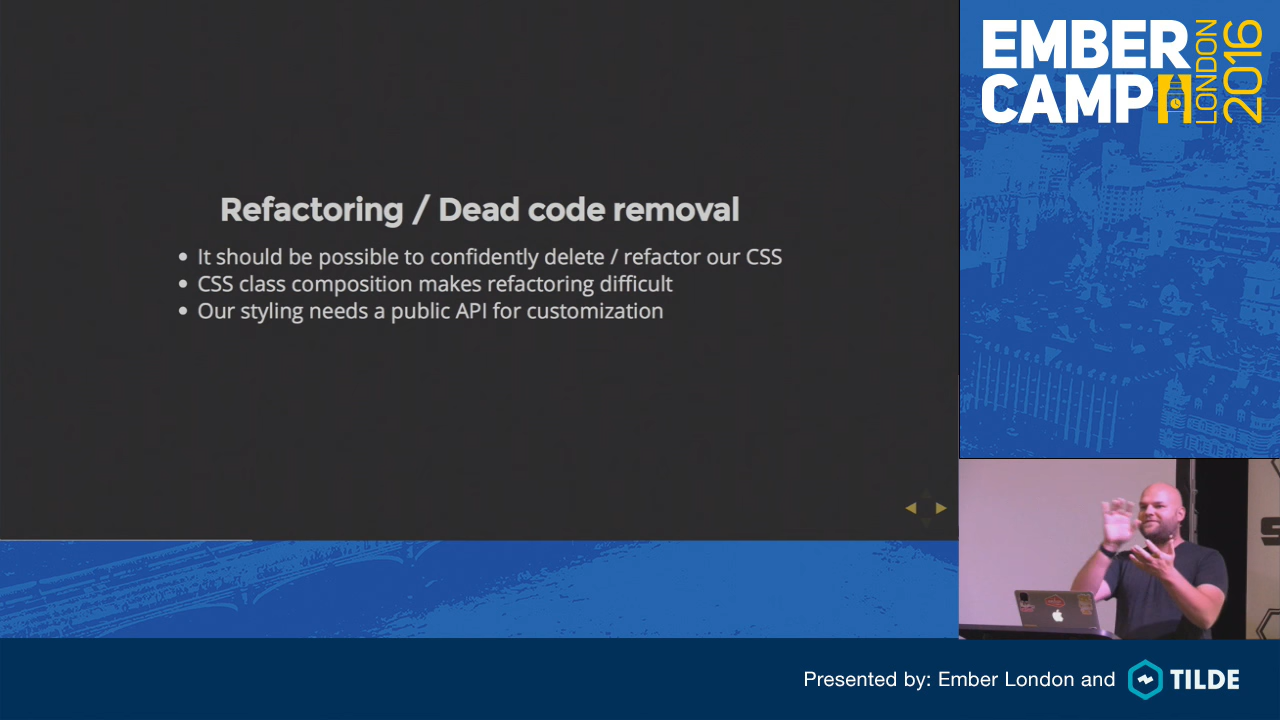 EMBER
CAMP
LONDON
2016
Refactoring / Dead code removal
It should be possible to confidently delete / refactor our CSS
CSS class composition makes refactoring difficult
Our styling needs a public API for customization
Presented by: Ember London and
TILDE